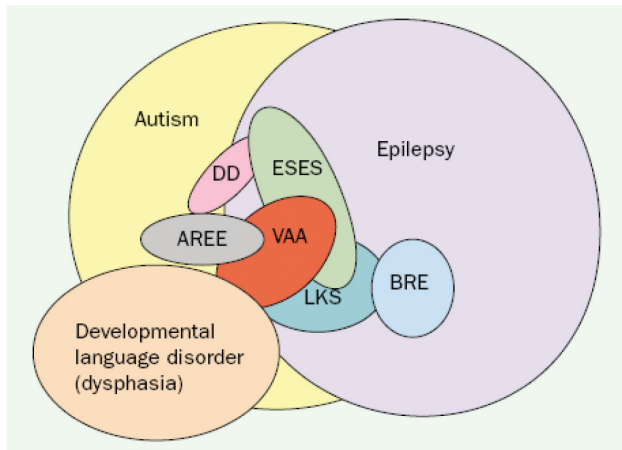 Autism
Epilepsy
DD
ESES
AREE
VAA
LKS
BRE
Developmental
language disorder
(dysphasia)